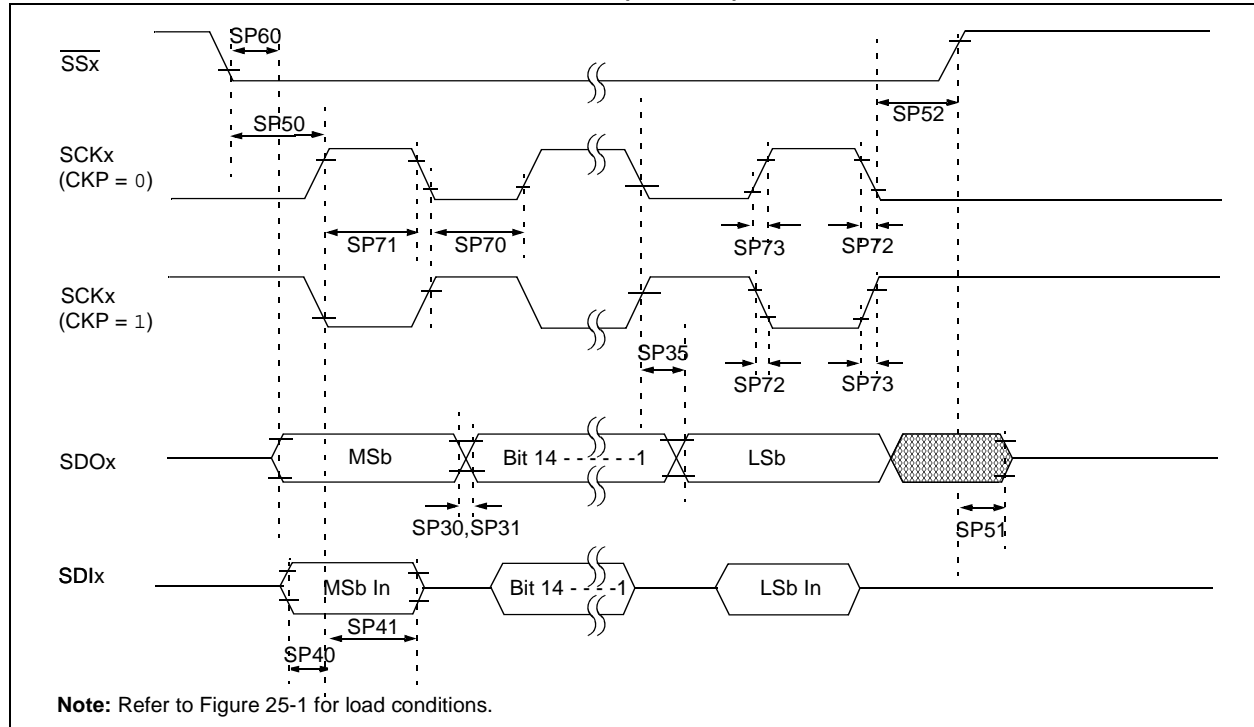 SP60
SSx
SP50
SP52
SCKx
(CKP = 0)
SP71
SP70
SP73
SP72
SCKx
(CKP = 1)
SP35
SP72
SP73
SDOx
MSb
Bit 14 - - - - - -1
LSb
SP30,SP31
SP51
SDIx
MSb In
Bit 14 - - - -1
LSb In
SP41
SP40
Note: Refer to Figure 25-1 for load conditions.